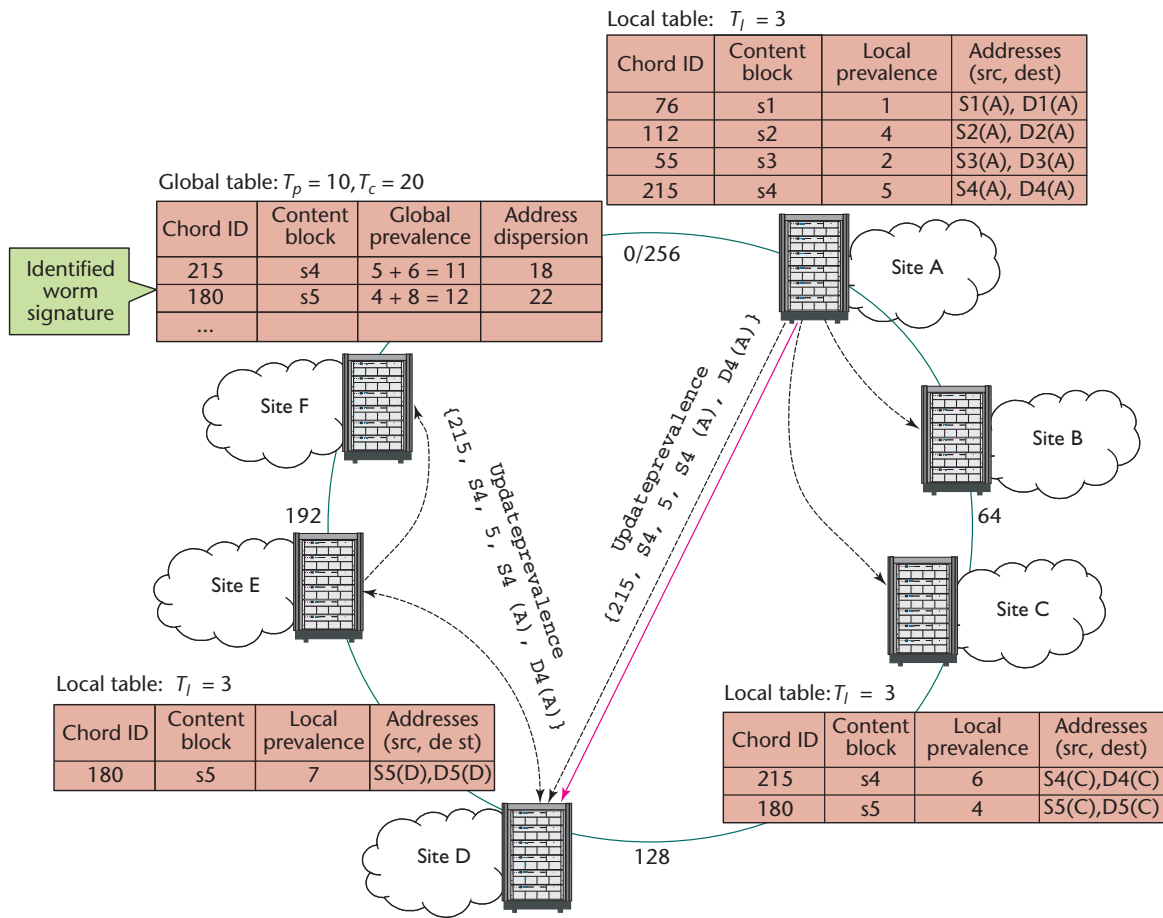 Local table: Tl = 3
Chord ID Content block Local prevalence Addresses (src, dest)
76 s1 1 S1(A), D1(A)
112 s2 4 S2(A), D2(A)
55 s3 2 S3(A), D3(A)
215 s4 5 S4(A), D4(A)
Global table: Tp = 10, Tc = 20
Chord ID Content block Global prevalence Address dispersion
215 s4 5 + 6 = 11 18
180 s5 4 + 8 = 12 22
...
Identified
worm
signature
0/256
Site A
Site F
Site B
Updateprevalence
{215, S4, 5, S4 (A), D4(A)}
Updateprevalence
{215, S4, 5, S4 (A), D4(A)}
192
64
Site E
Site C
Local table: Tl = 3
Chord ID Content block Local prevalence Addresses (src, de st)
180 s5 7 S5(D),D5(D)
Local table: Tl = 3
Chord ID Content block Local prevalence Addresses (src, dest)
215 s4 6 S4(C),D4(C)
180 s5 4 S5(C),D5(C)
Site D
128